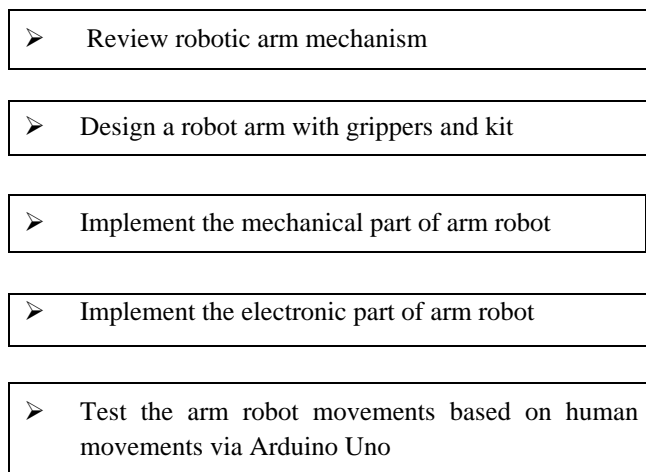 ➢ Review robotic arm mechanism
➢ Design a robot arm with grippers and kit
➢ Implement the mechanical part of arm robot
➢ Implement the electronic part of arm robot
➢ Test the arm robot movements based on human
movements via Arduino Uno